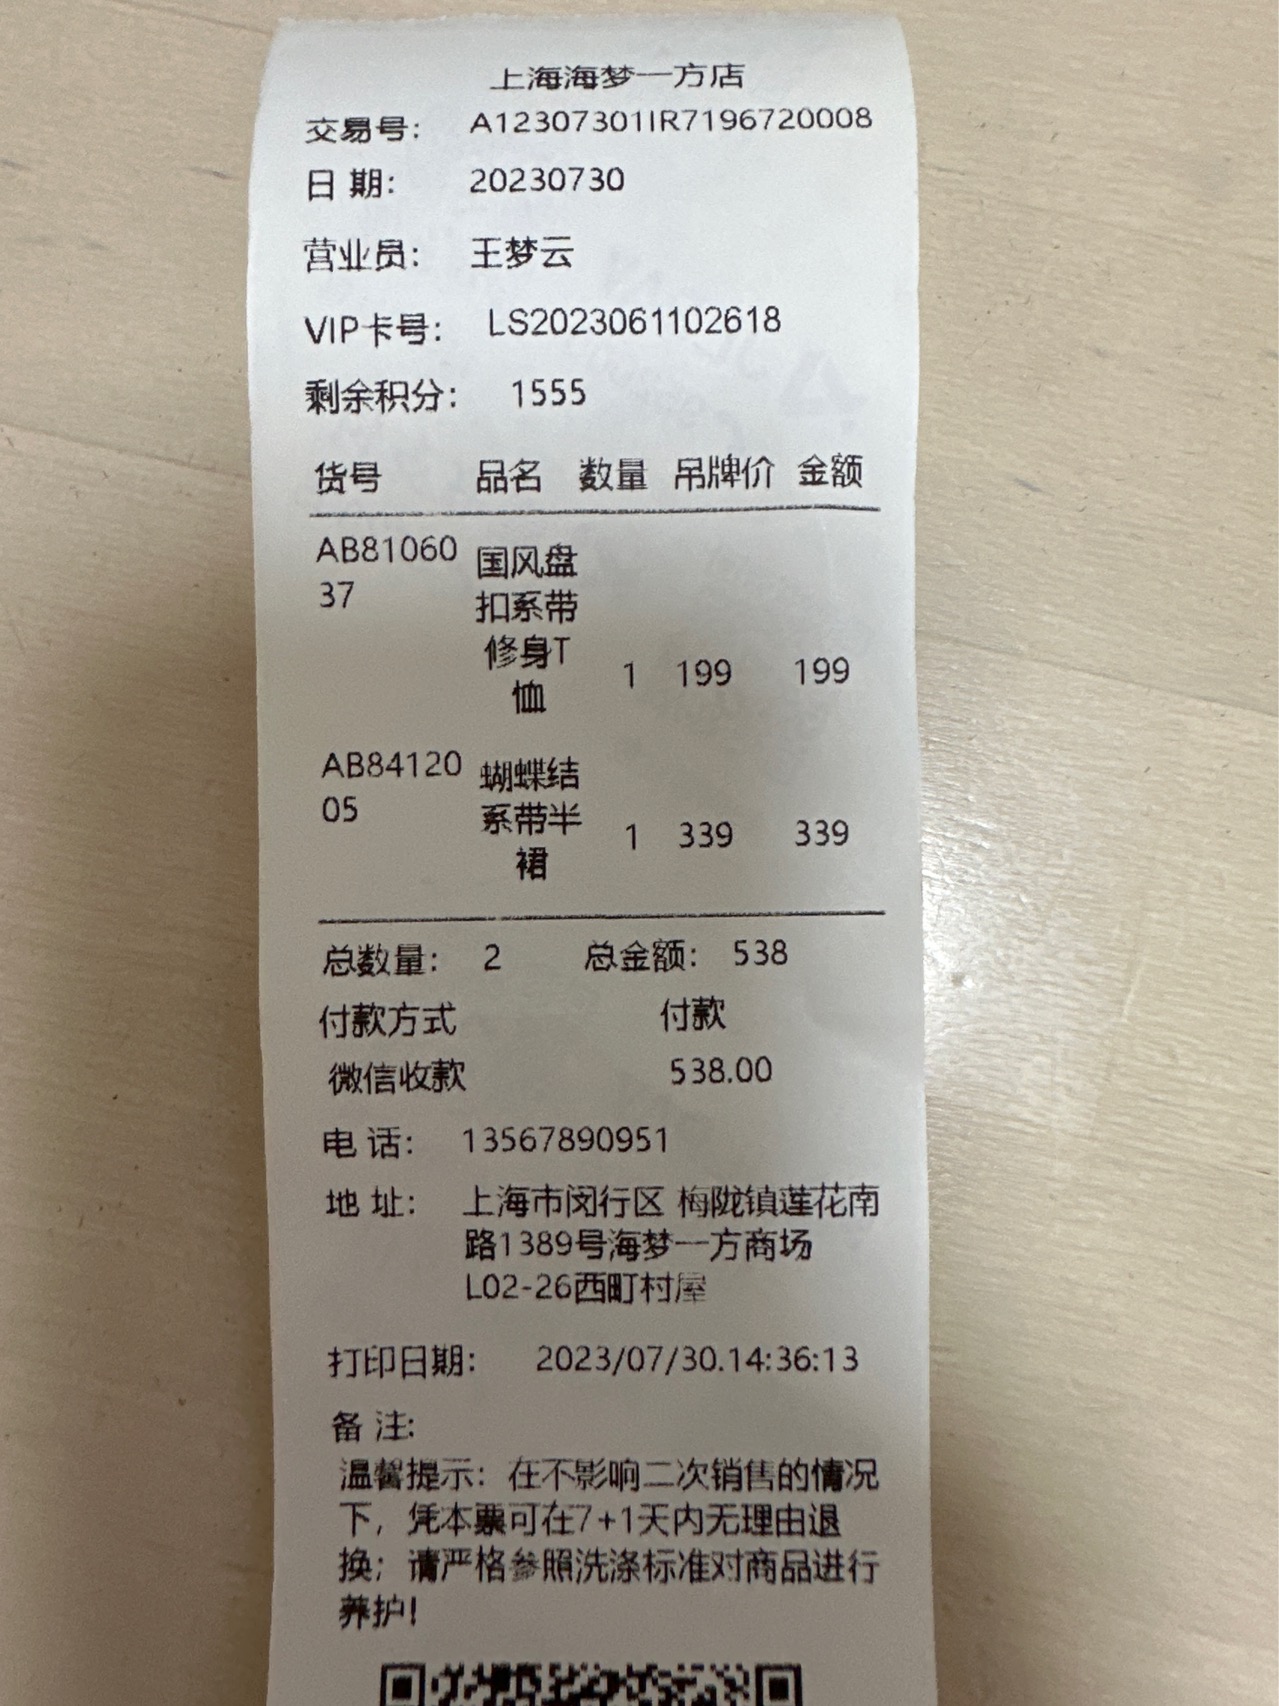 上海海梦一方店
交易号： A12307301IR7196720008
日 期： 20230730
营业员： 王梦云
VIP卡号： LS2023061102618
剩余积分： 1555
货号 品名 数量 吊牌价 金额
AB81060 国风盘
37 扣系带
修身T 1 199 199
恤
AB84120 蝴蝶结
05 系带半 1 339 339
裙
总数量： 2 总金额： 538
付款方式 付款
微信收款 538.00
电 话： 13567890951
地 址： 上海市闵行区 梅陇镇莲花南
路1389号海梦一方商场
L02-26西町村屋
打印日期： 2023/07/30.14:36:13
备 注:
温馨提示：在不影响二次销售的情况
下，凭本票可在7+1天内无理由退
换；请严格参照洗涤标准对商品进行
养护！